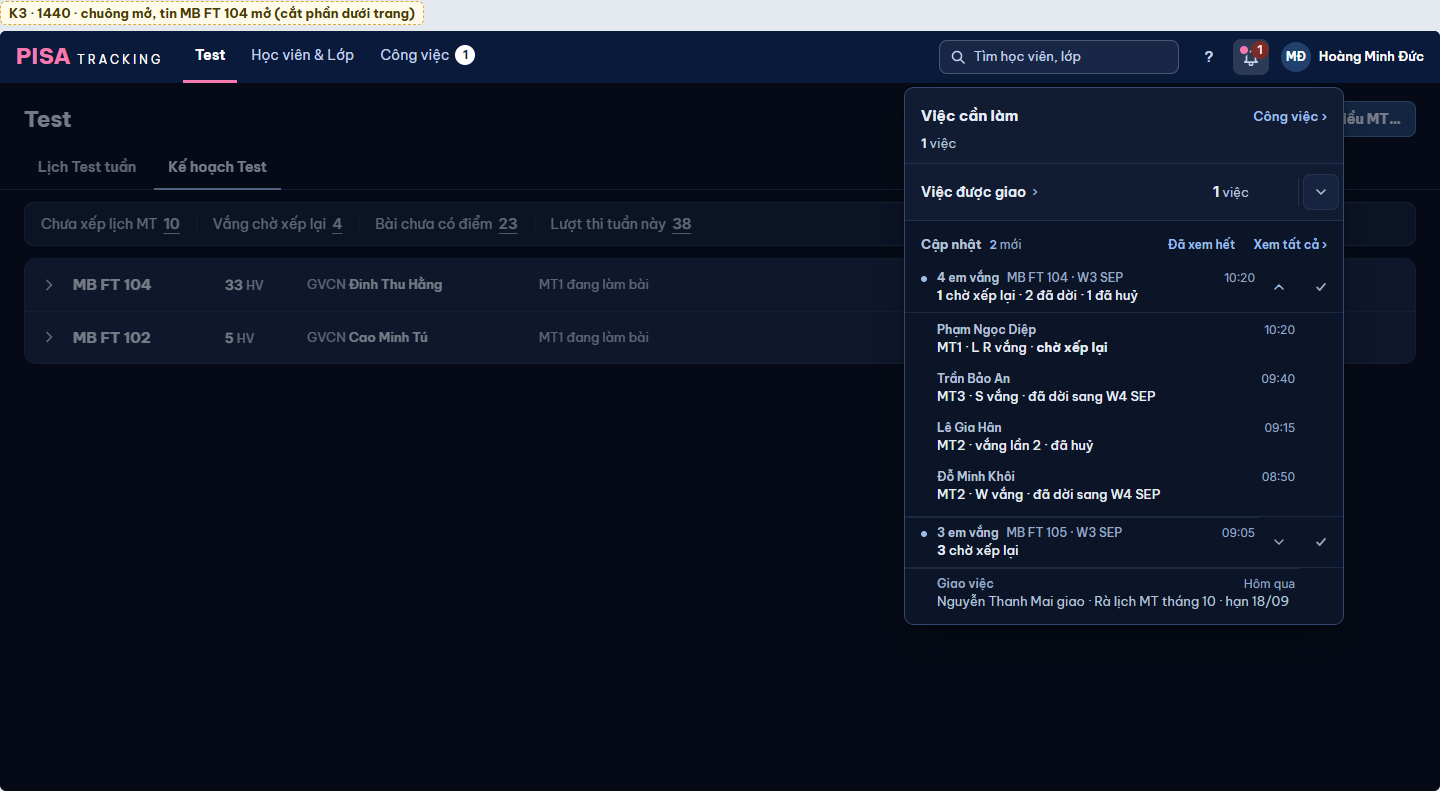 K3 · 1440 · chuông mở, tin MB FT 104 mở (cắt phần dưới trang)
PISA TRACKING
Test
Học viên & Lớp
Công việc 1
Tìm học viên, lớp
?
1
MĐ
Hoàng Minh Đức
Test
Lịch Test tuần
Kế hoạch Test
Chưa xếp lịch MT 10
Vắng chờ xếp lại 4
Bài chưa có điểm 23
Lượt thi tuần này 38
MB FT 104
33 HV
GVCN Đinh Thu Hằng
MT1 đang làm bài
MB FT 102
5 HV
GVCN Cao Minh Tú
MT1 đang làm bài
Việc cần làm
Công việc ›
1 việc
Việc được giao ›
1 việc
Cập nhật 2 mới
Đã xem hết
Xem tất cả ›
4 em vắng MB FT 104 · W3 SEP 10:20
1 chờ xếp lại · 2 đã dời · 1 đã huỷ
Phạm Ngọc Diệp 10:20
MT1 · L R vắng · chờ xếp lại
Trần Bảo An 09:40
MT3 · S vắng · đã dời sang W4 SEP
Lê Gia Hân 09:15
MT2 · vắng lần 2 · đã huỷ
Đỗ Minh Khôi 08:50
MT2 · W vắng · đã dời sang W4 SEP
3 em vắng MB FT 105 · W3 SEP 09:05
3 chờ xếp lại
Giao việc Hôm qua
Nguyễn Thanh Mai giao · Rà lịch MT tháng 10 · hạn 18/09